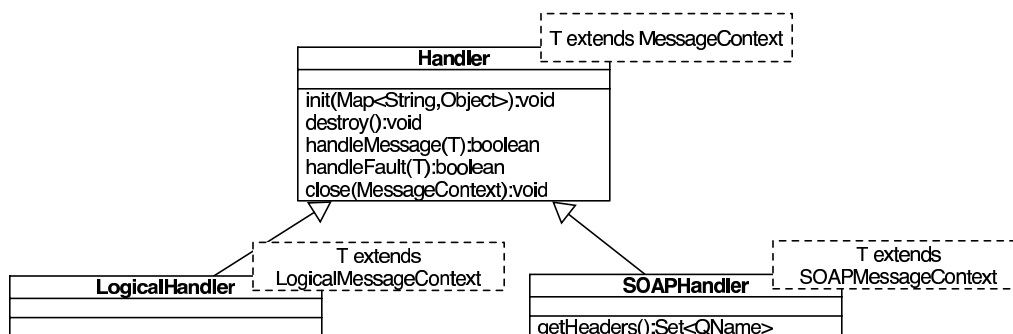 T extends MessageContext
Handler
init(Map<String,Object>):void
destroy():void
handleMessage(T):boolean
handleFault(T):boolean
close(MessageContext):void
T extends
LogicalMessageContext
LogicalHandler
T extends
SOAPMessageContext
SOAPHandler
getHeaders():Set<QName>